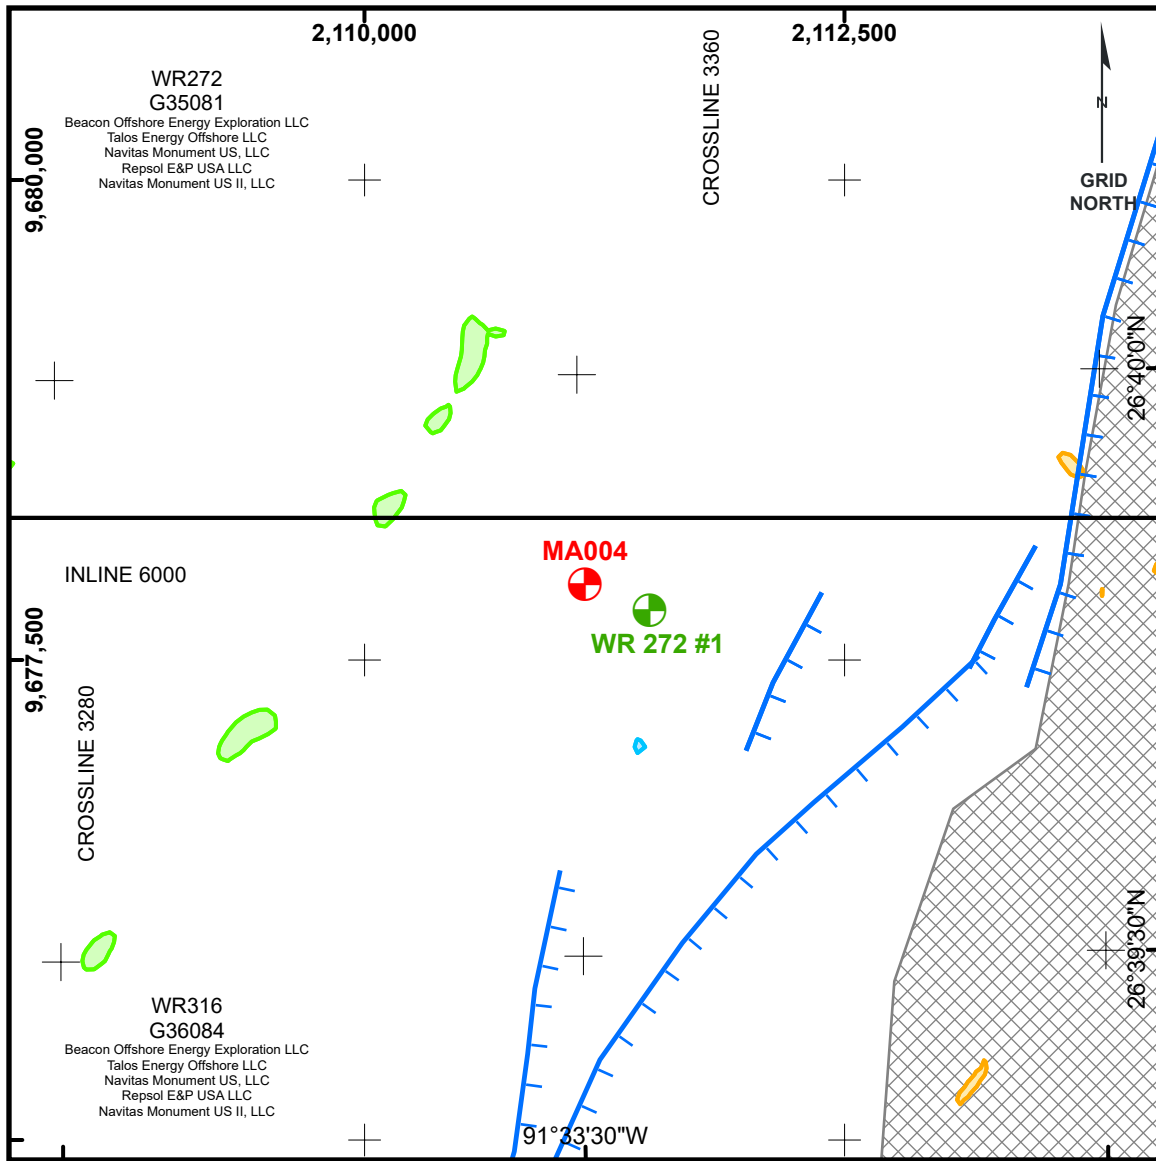 2,110,000
2,112,500
WR272
G35081
Beacon Offshore Energy Exploration LLC
Talos Energy Offshore LLC
Navitas Monument US, LLC
Repsol E&P USA LLC
Navitas Monument US II, LLC
CROSSLINE 3360
N
GRID
NORTH
9,680,000
26°40'0"N
MA004
INLINE 6000
WR 272 #1
9,677,500
CROSSLINE 3280
26°39'30"N
WR316
G36084
Beacon Offshore Energy Exploration LLC
Talos Energy Offshore LLC
Navitas Monument US, LLC
Repsol E&P USA LLC
Navitas Monument US II, LLC
91°33'30"W